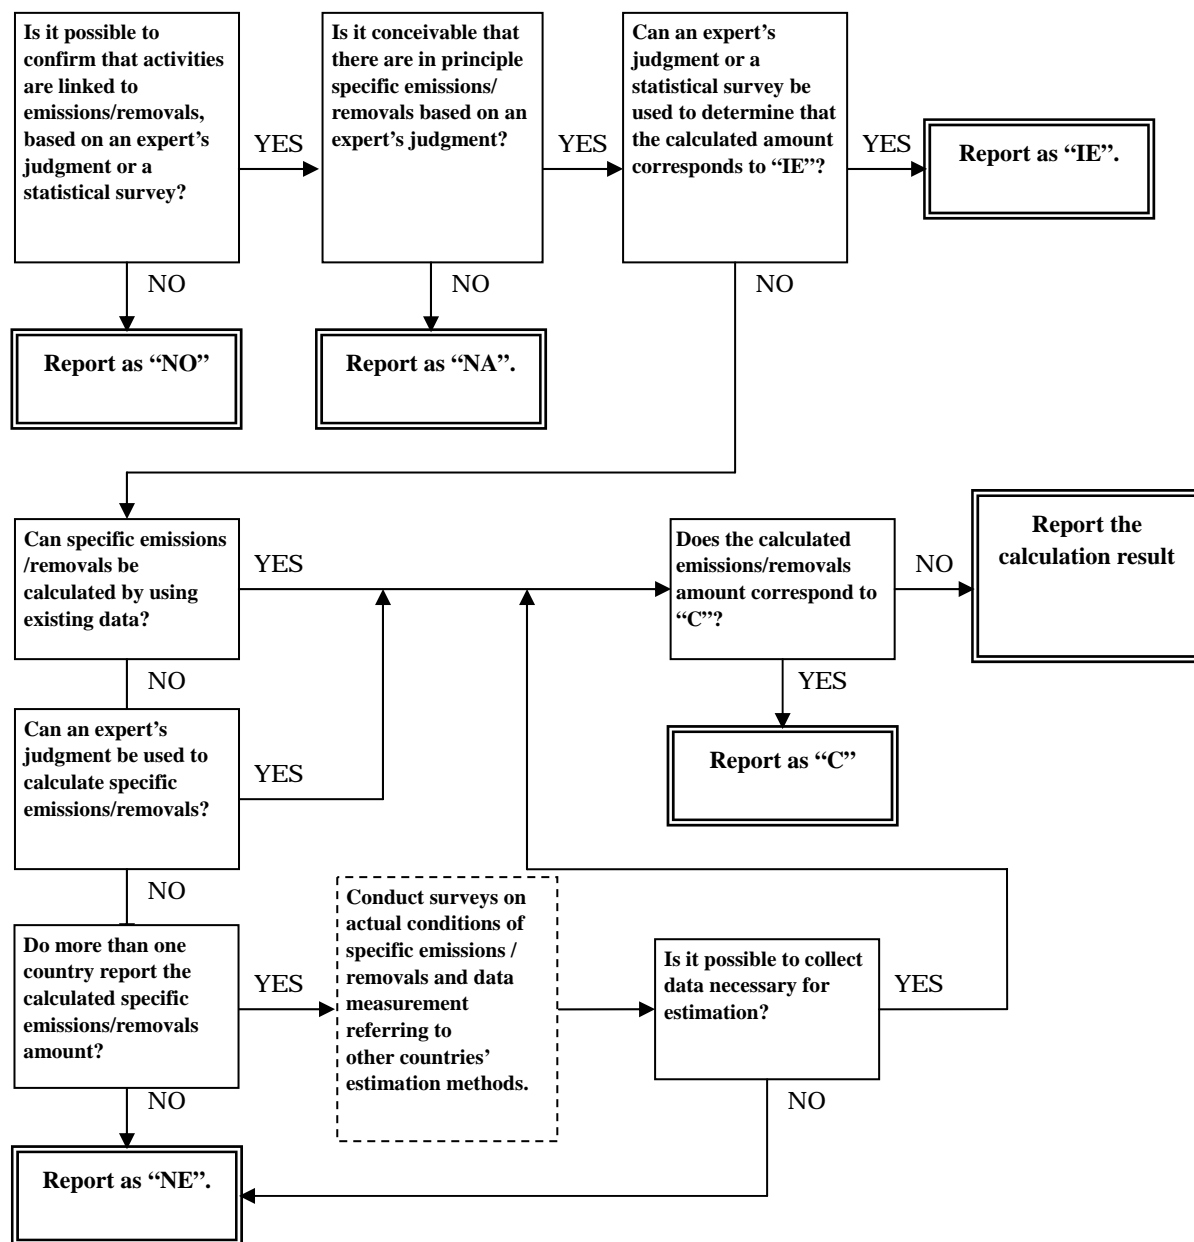 Is it possible to
confirm that activities
are linked to
emissions/removals,
based on an expert’s
judgment or a
statistical survey?
YES
Is it conceivable that
there are in principle
specific emissions/
removals based on an
expert’s judgment?
YES
Can an expert’s
judgment or a
statistical survey be
used to determine that
the calculated amount
corresponds to “IE”?
YES
Report as “IE”.
NO
NO
NO
Report as “NO”
Report as “NA”.
Can specific emissions
/removals be
calculated by using
existing data?
YES
Does the calculated
emissions/removals
amount correspond to
“C”?
NO
Report the
calculation result
NO
YES
Can an expert’s
judgment be used to
calculate specific
emissions/removals?
YES
Report as “C”
NO
Do more than one
country report the
calculated specific
emissions/removals
amount?
YES
Conduct surveys on
actual conditions of
specific emissions /
removals and data
measurement
referring to
other countries’
estimation methods.
Is it possible to collect
data necessary for
estimation?
YES
NO
NO
Report as “NE”.